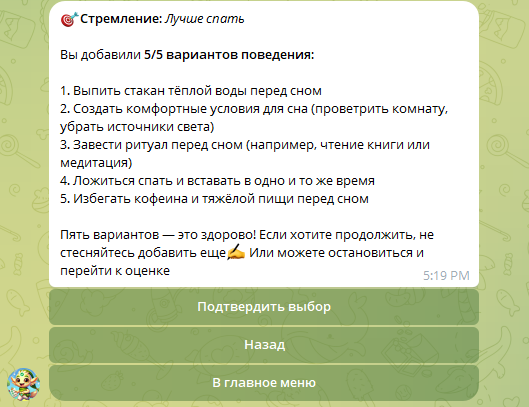 🎯Стремление: Лучше спать
Вы добавили 5/5 вариантов поведения:
1. Выпить стакан тёплой воды перед сном
2. Создать комфортные условия для сна (проветрить комнату,
убрать источники света)
3. Завести ритуал перед сном (например, чтение книги или
медитация)
4. Ложиться спать и вставать в одно и то же время
5. Избегать кофеина и тяжёлой пищи перед сном
Пять вариантов — это здорово! Если хотите продолжить, не
стесняйтесь добавить еще✍️ Или можете остановиться и
перейти к оценке
5:19 PM
Подтвердить выбор
Назад
В главное меню